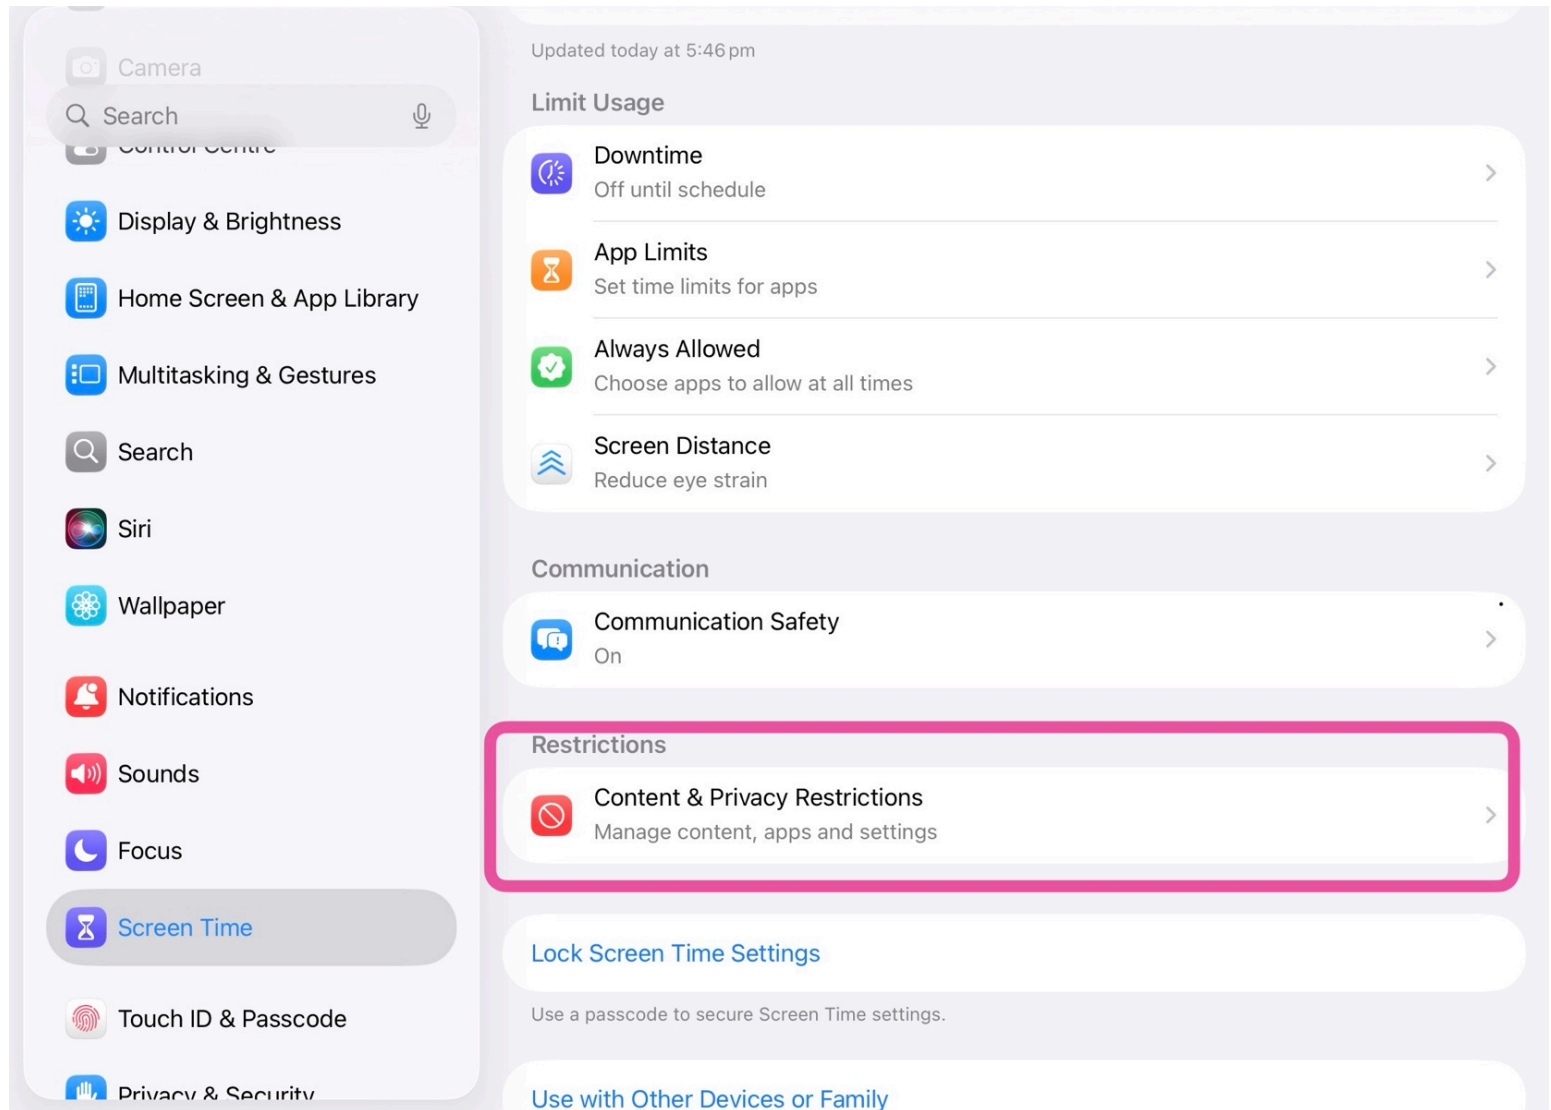 Camera
Search
Control Centre
Display & Brightness
Home Screen & App Library
Multitasking & Gestures
Search
Siri
Wallpaper
Notifications
Sounds
Focus
Screen Time
Touch ID & Passcode
Privacy & Security
Updated today at 5:46 pm
Limit Usage
Downtime
Off until schedule
App Limits
Set time limits for apps
Always Allowed
Choose apps to allow at all times
Screen Distance
Reduce eye strain
Communication
Communication Safety
On
Restrictions
Content & Privacy Restrictions
Manage content, apps and settings
Lock Screen Time Settings
Use a passcode to secure Screen Time settings.
Use with Other Devices or Family